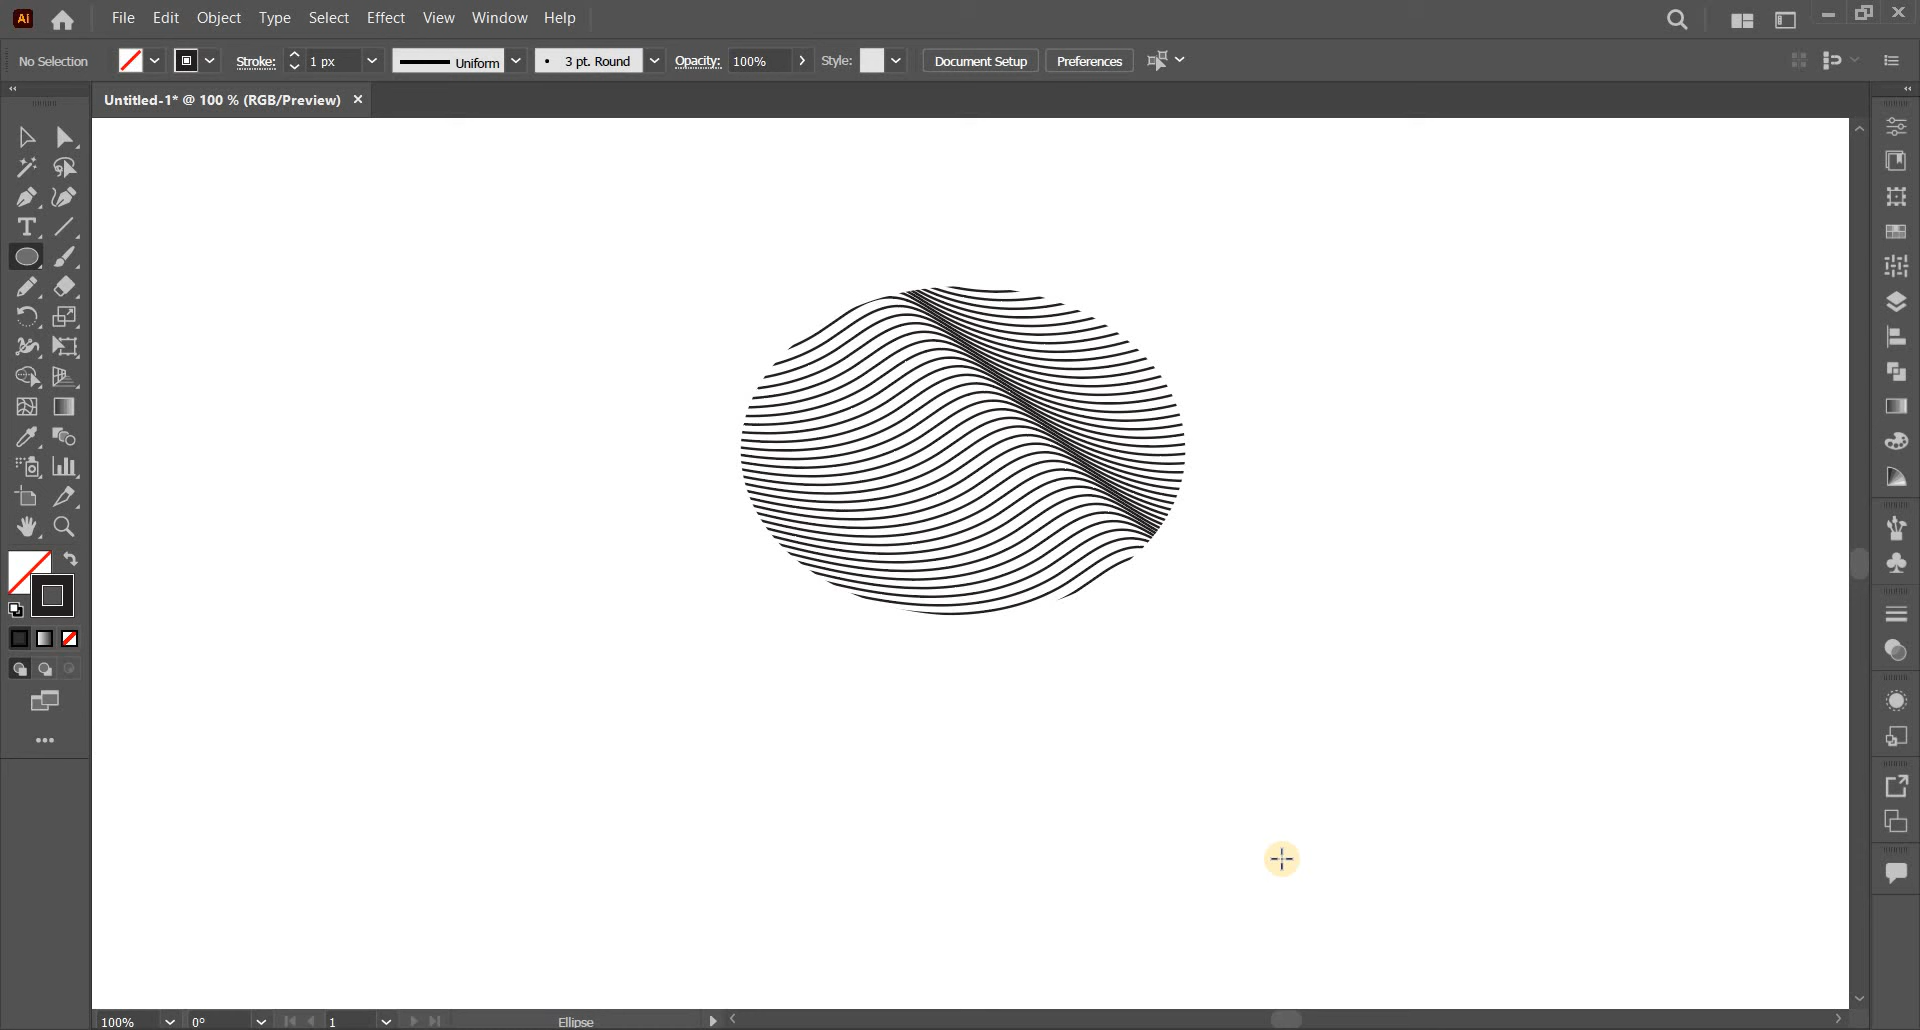 Ai File Edit Object Type Select Effect View Window Help
No Selection Stroke: 1 px Uniform 3 pt. Round Opacity: 100% Style: Document Setup Preferences
Untitled-1* @ 100 % (RGB/Preview)
100% 0° 1 Ellipse